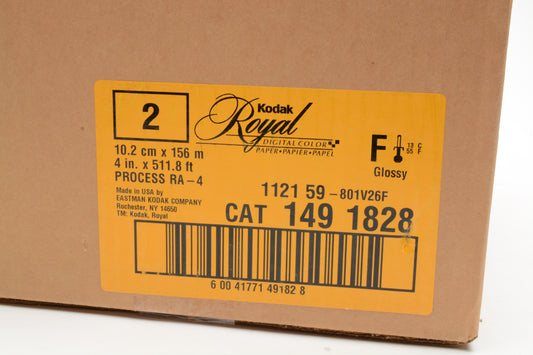 2
Kodak
Royal
DIGITAL COLOR
PAPER•PAPIER•PAPEL
10.2 cm x 156 m
4 in. x 511.8 ft
PROCESS RA-4
Made in USA by
EASTMAN KODAK COMPANY
Rochester, NY 14650
TM: Kodak, Royal
F 13 C
55 F
Glossy
1121 59-801V26F
CAT 149 1828
6 00 41771 49182 8